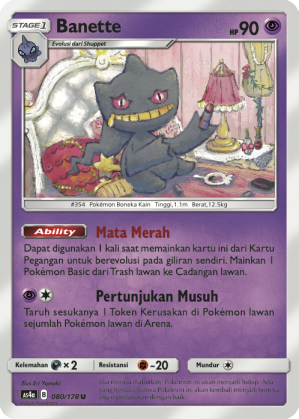 STAGE 1 Banette HP 90
Evolusi dari Shuppet
#354 Pokémon Boneka Kain Tinggi,1.1m Berat,12.5kg
Ability Mata Merah
Dapat digunakan 1 kali saat memainkan kartu ini dari Kartu
Pegangan untuk berevolusi pada giliran sendiri. Mainkan 1
Pokémon Basic dari Trash lawan ke Cadangan lawan.
Pertunjukan Musuh
Taruh sesukanya 1 Token Kerusakan di Pokémon lawan
sejumlah Pokémon lawan di Arena.
Kelemahan ×2 Resistansi -20 Mundur
AS4a B 080/178 U